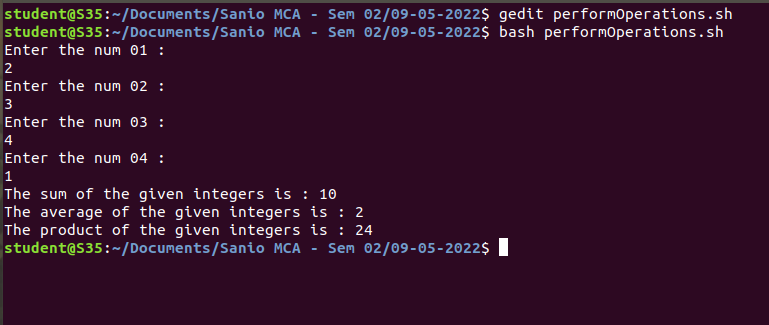 student@S35:~/Documents/Sanio MCA - Sem 02/09-05-2022$ gedit performOperations.sh
student@S35:~/Documents/Sanio MCA - Sem 02/09-05-2022$ bash performOperations.sh
Enter the num 01 :
2
Enter the num 02 :
3
Enter the num 03 :
4
Enter the num 04 :
1
The sum of the given integers is : 10
The average of the given integers is : 2
The product of the given integers is : 24
student@S35:~/Documents/Sanio MCA - Sem 02/09-05-2022$